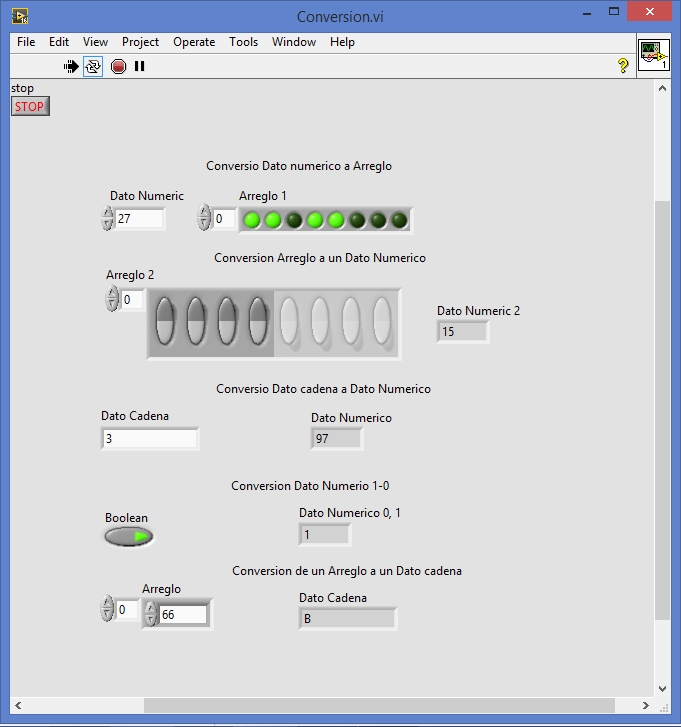 Conversion.vi
File Edit View Project Operate Tools Window Help
1
stop
STOP
Conversio Dato numerico a Arreglo
Dato Numeric Arreglo 1
27 0
Conversion Arreglo a un Dato Numerico
Arreglo 2
0
Dato Numeric 2
15
Conversio Dato cadena a Dato Numerico
Dato Cadena Dato Numerico
3 97
Conversion Dato Numerio 1-0
Boolean Dato Numerico 0, 1
1
Conversion de un Arreglo a un Dato cadena
Arreglo Dato Cadena
0 66 B